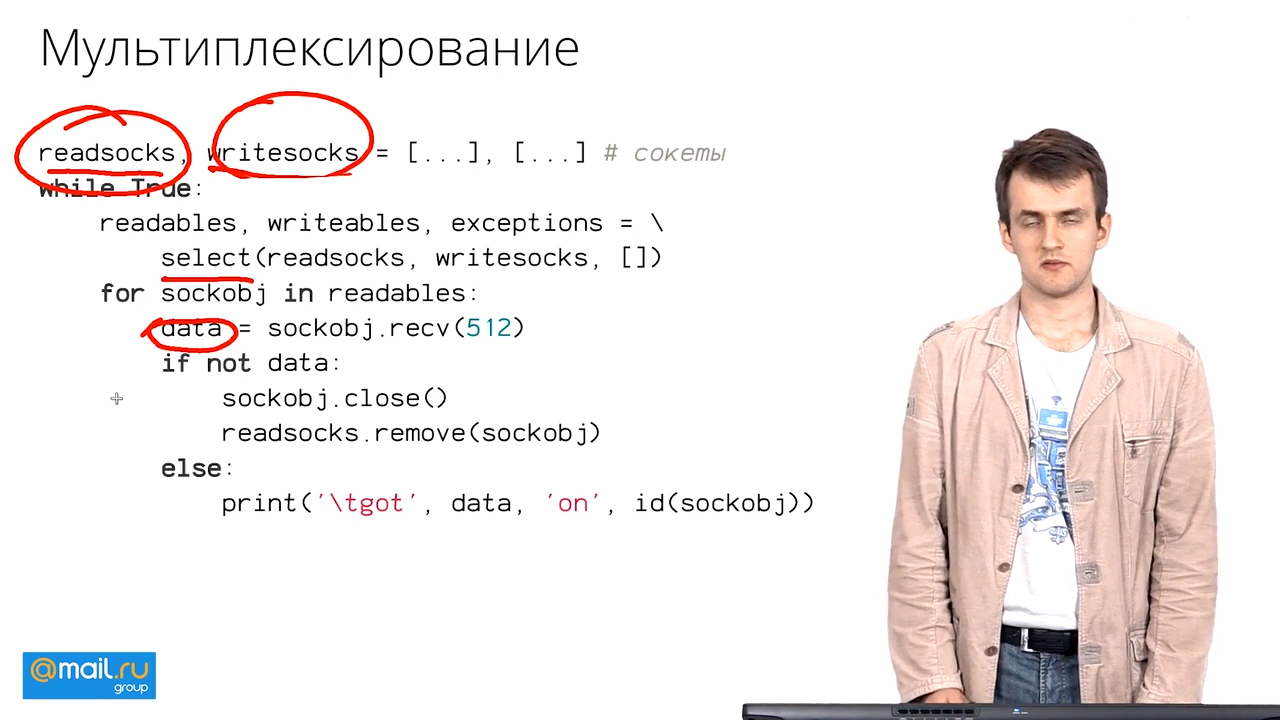 Мультиплексирование
readsocks, writesocks = [...], [...] # сокеты
while True:
    readables, writeables, exceptions = \
        select(readsocks, writesocks, [])
    for sockobj in readables:
        data = sockobj.recv(512)
        if not data:
            sockobj.close()
            readsocks.remove(sockobj)
        else:
            print('\tgot', data, 'on', id(sockobj))
@mail.ru
group